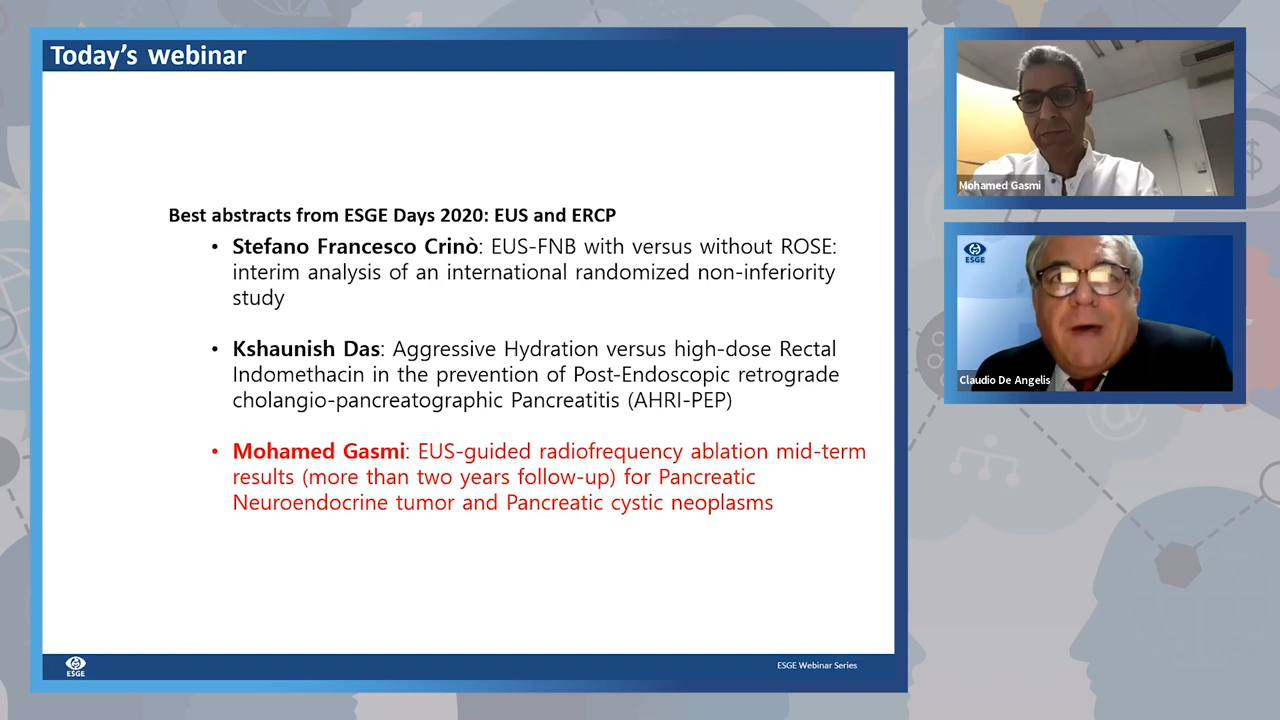 Today's webinar
Best abstracts from ESGE Days 2020: EUS and ERCP
• Stefano Francesco Crinò: EUS-FNB with versus without ROSE:
interim analysis of an international randomized non-inferiority
study
• Kshaunish Das: Aggressive Hydration versus high-dose Rectal
Indomethacin in the prevention of Post-Endoscopic retrograde
cholangio-pancreatographic Pancreatitis (AHRI-PEP)
• Mohamed Gasmi: EUS-guided radiofrequency ablation mid-term
results (more than two years follow-up) for Pancreatic
Neuroendocrine tumor and Pancreatic cystic neoplasms
ESGE
ESGE Webinar Series
Mohamed Gasmi
ESGE
Claudio De Angelis